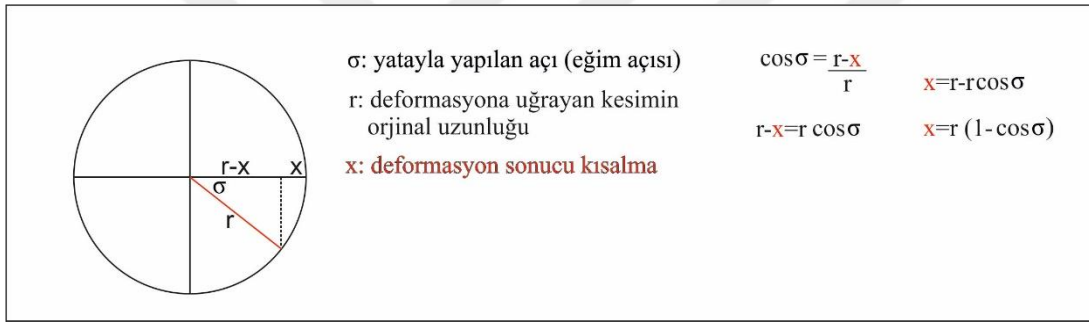 r-x
x
σ
r
σ: yatayla yapılan açı (eğim açısı)
r: deformasyona uğrayan kesimin
orjinal uzunluğu
x: deformasyon sonucu kısalma
cosσ = r-x
r
r-x=r cosσ
x=r-rcosσ
x=r (1-cosσ)